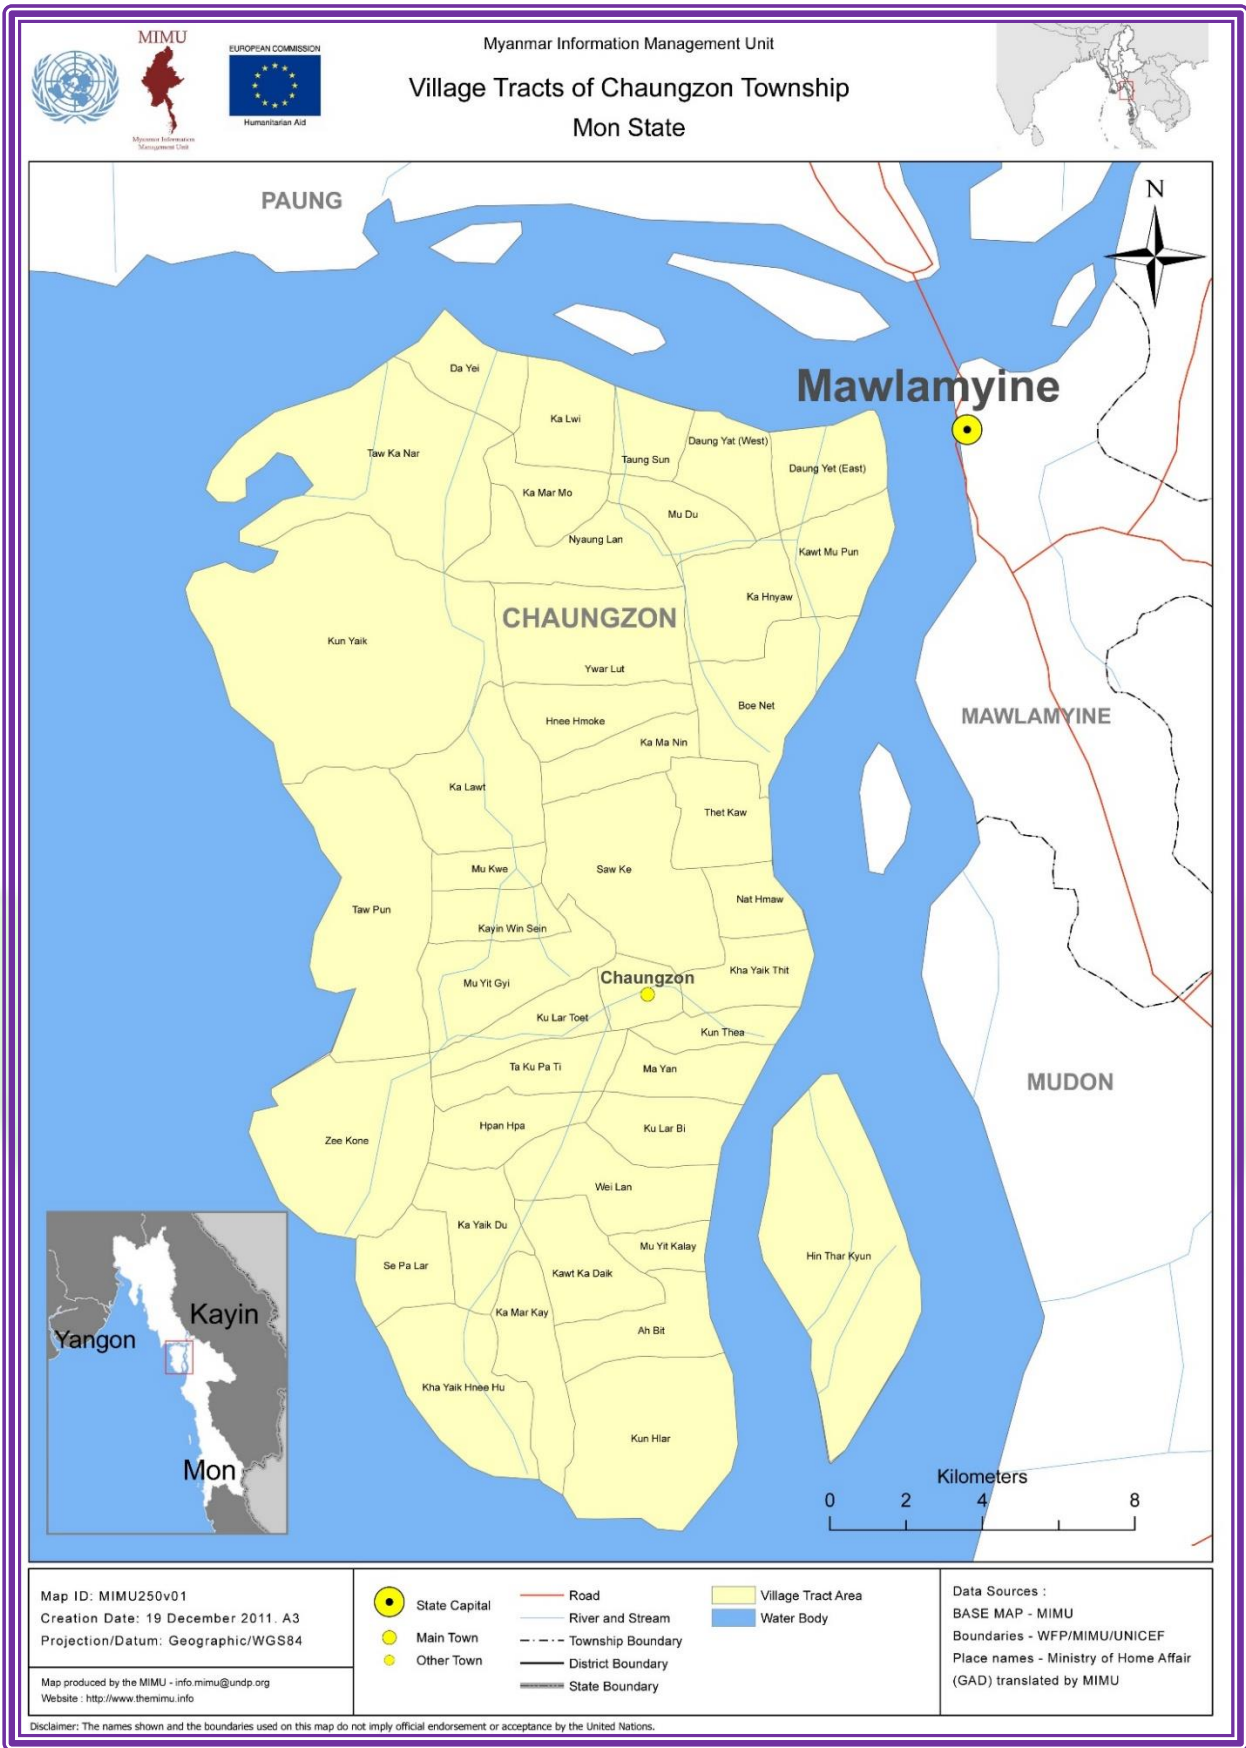 MIMU
Myanmar Information
Management Unit
EUROPEAN COMMISSION
Humanitarian Aid
Myanmar Information Management Unit
Village Tracts of Chaungzon Township
Mon State
PAUNG
N
Da Yei
Mawlamyine
Ka Lwi
Taw Ka Nar
Taung Sun
Daung Yat (West)
Daung Yet (East)
Ka Mar Mo
Mu Du
Nyaung Lan
Kawt Mu Pun
Ka Hnyaw
CHAUNGZON
Kun Yaik
Ywar Lut
Boe Net
MAWLAMYINE
Hnee Hmoke
Ka Ma Nin
Ka Lawt
Thet Kaw
Mu Kwe
Saw Ke
Nat Hmaw
Taw Pun
Kayin Win Sein
Kha Yaik Thit
Chaungzon
Mu Yit Gyi
Ku Lar Toet
Kun Thea
Ta Ku Pa Ti
Ma Yan
MUDON
Hpan Hpa
Ku Lar Bi
Zee Kone
Wei Lan
Ka Yaik Du
Mu Yit Kalay
Hin Thar Kyun
Se Pa Lar
Kawt Ka Daik
Ka Mar Kay
Ah Bit
Kha Yaik Hnee Hu
Kun Hlar
Kayin
Yangon
Mon
Kilometers
0 2 4 8
Map ID: MIMU250v01
Creation Date: 19 December 2011. A3
Projection/Datum: Geographic/WGS84
Map produced by the MIMU - info.mimu@undp.org
Website : http://www.themimu.info
State Capital
Main Town
Other Town
Road
River and Stream
Township Boundary
District Boundary
State Boundary
Village Tract Area
Water Body
Data Sources :
BASE MAP - MIMU
Boundaries - WFP/MIMU/UNICEF
Place names - Ministry of Home Affair
(GAD) translated by MIMU
Disclaimer: The names shown and the boundaries used on this map do not imply official endorsement or acceptance by the United Nations.